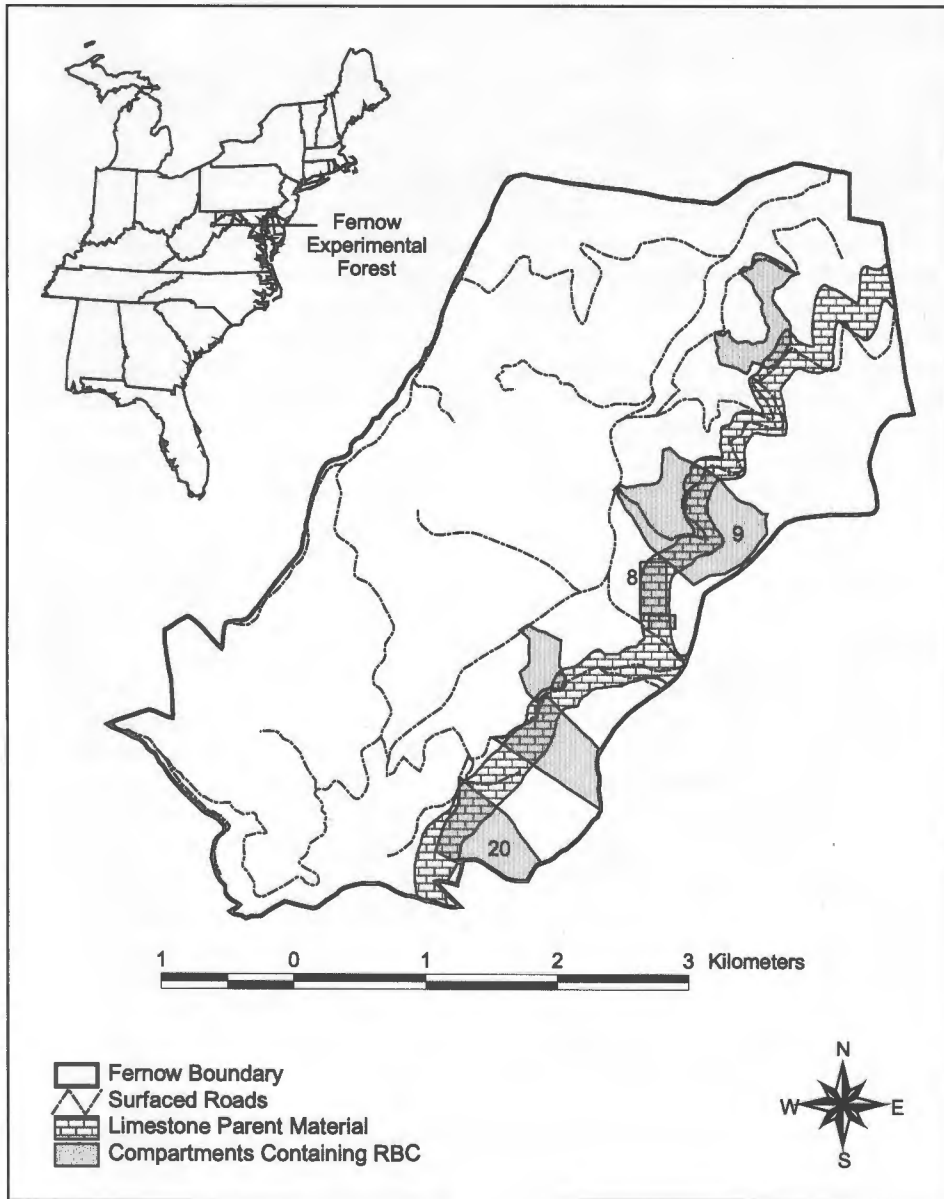 Fernow
Experimental
Forest
9
8
20
1 0 1 2 3 Kilometers
Fernow Boundary
Surfaced Roads
Limestone Parent Material
Compartments Containing RBC
N
W E
S